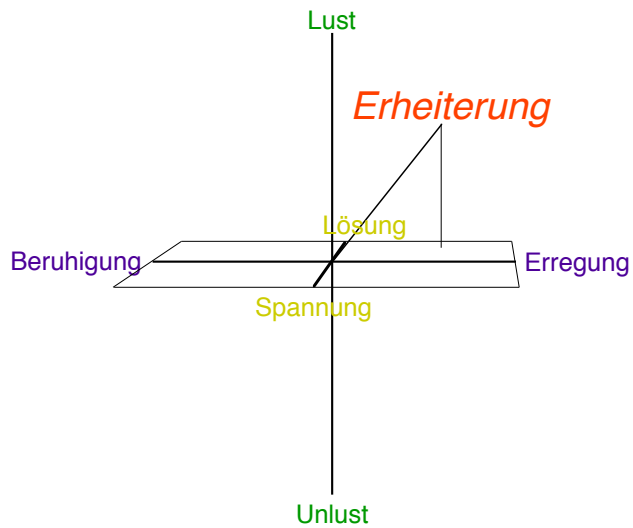 Lust
Erheiterung
Lösung
Beruhigung
Erregung
Spannung
Unlust